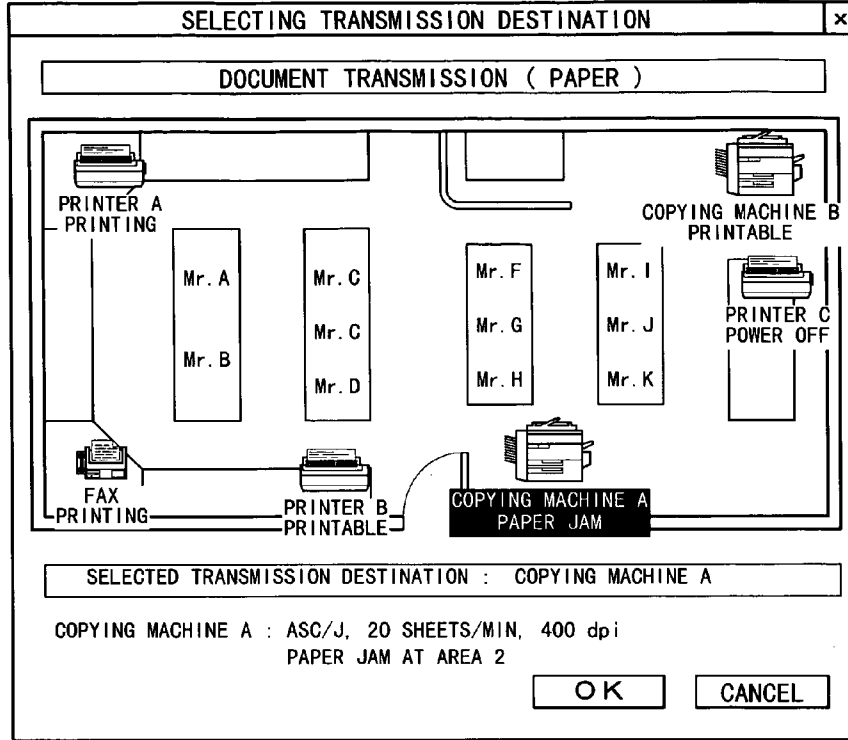 SELECTING TRANSMISSION DESTINATION ×
DOCUMENT TRANSMISSION ( PAPER )
PRINTER A
PRINTING
COPYING MACHINE B
PRINTABLE
Mr. A
Mr. B
Mr. C
Mr. C
Mr. D
Mr. F
Mr. G
Mr. H
Mr. I
Mr. J
Mr. K
PRINTER C
POWER OFF
FAX
PRINTING
PRINTER B
PRINTABLE
COPYING MACHINE A
PAPER JAM
SELECTED TRANSMISSION DESTINATION : COPYING MACHINE A
COPYING MACHINE A : ASC/J, 20 SHEETS/MIN, 400 dpi
PAPER JAM AT AREA 2
OK
CANCEL